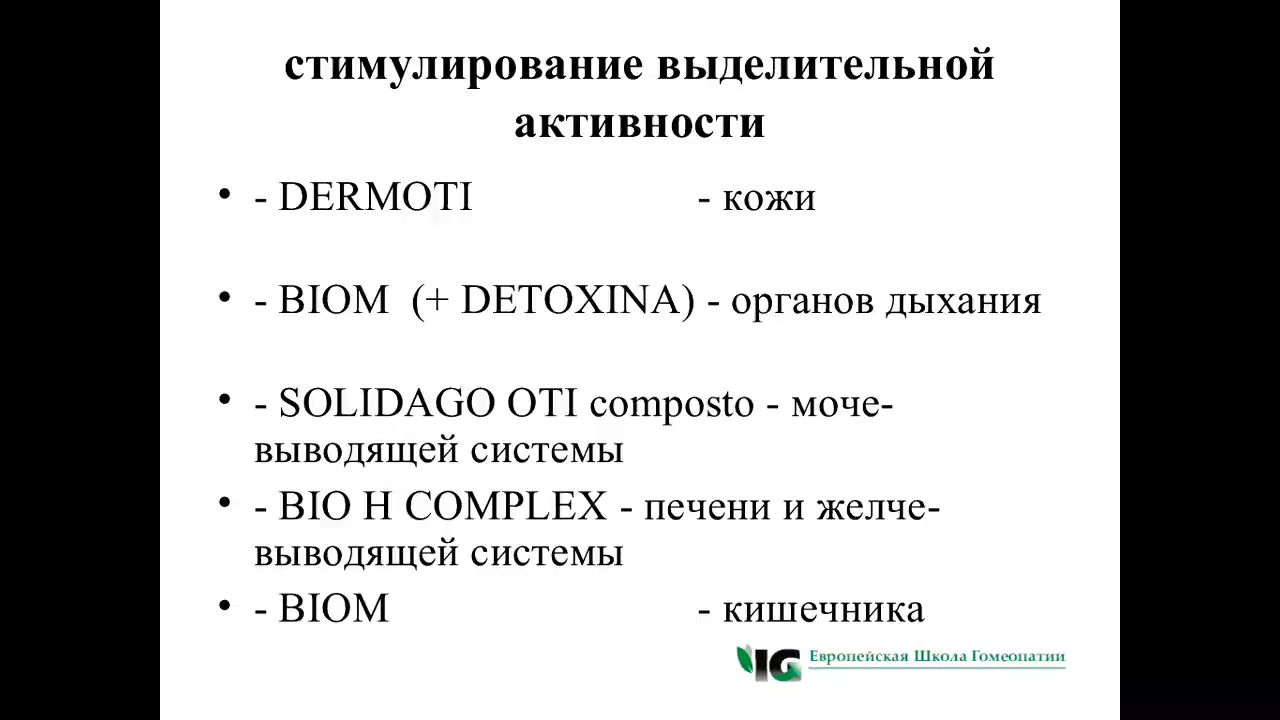 стимулирование выделительной
активности
• - DERMOTI - кожи
• - BIOM (+ DETOXINA) - органов дыхания
• - SOLIDAGO OTI composto - моче-
выводящей системы
• - BIO H COMPLEX - печени и желче-
выводящей системы
• - BIOM - кишечника
IG Европейская Школа Гомеопатии